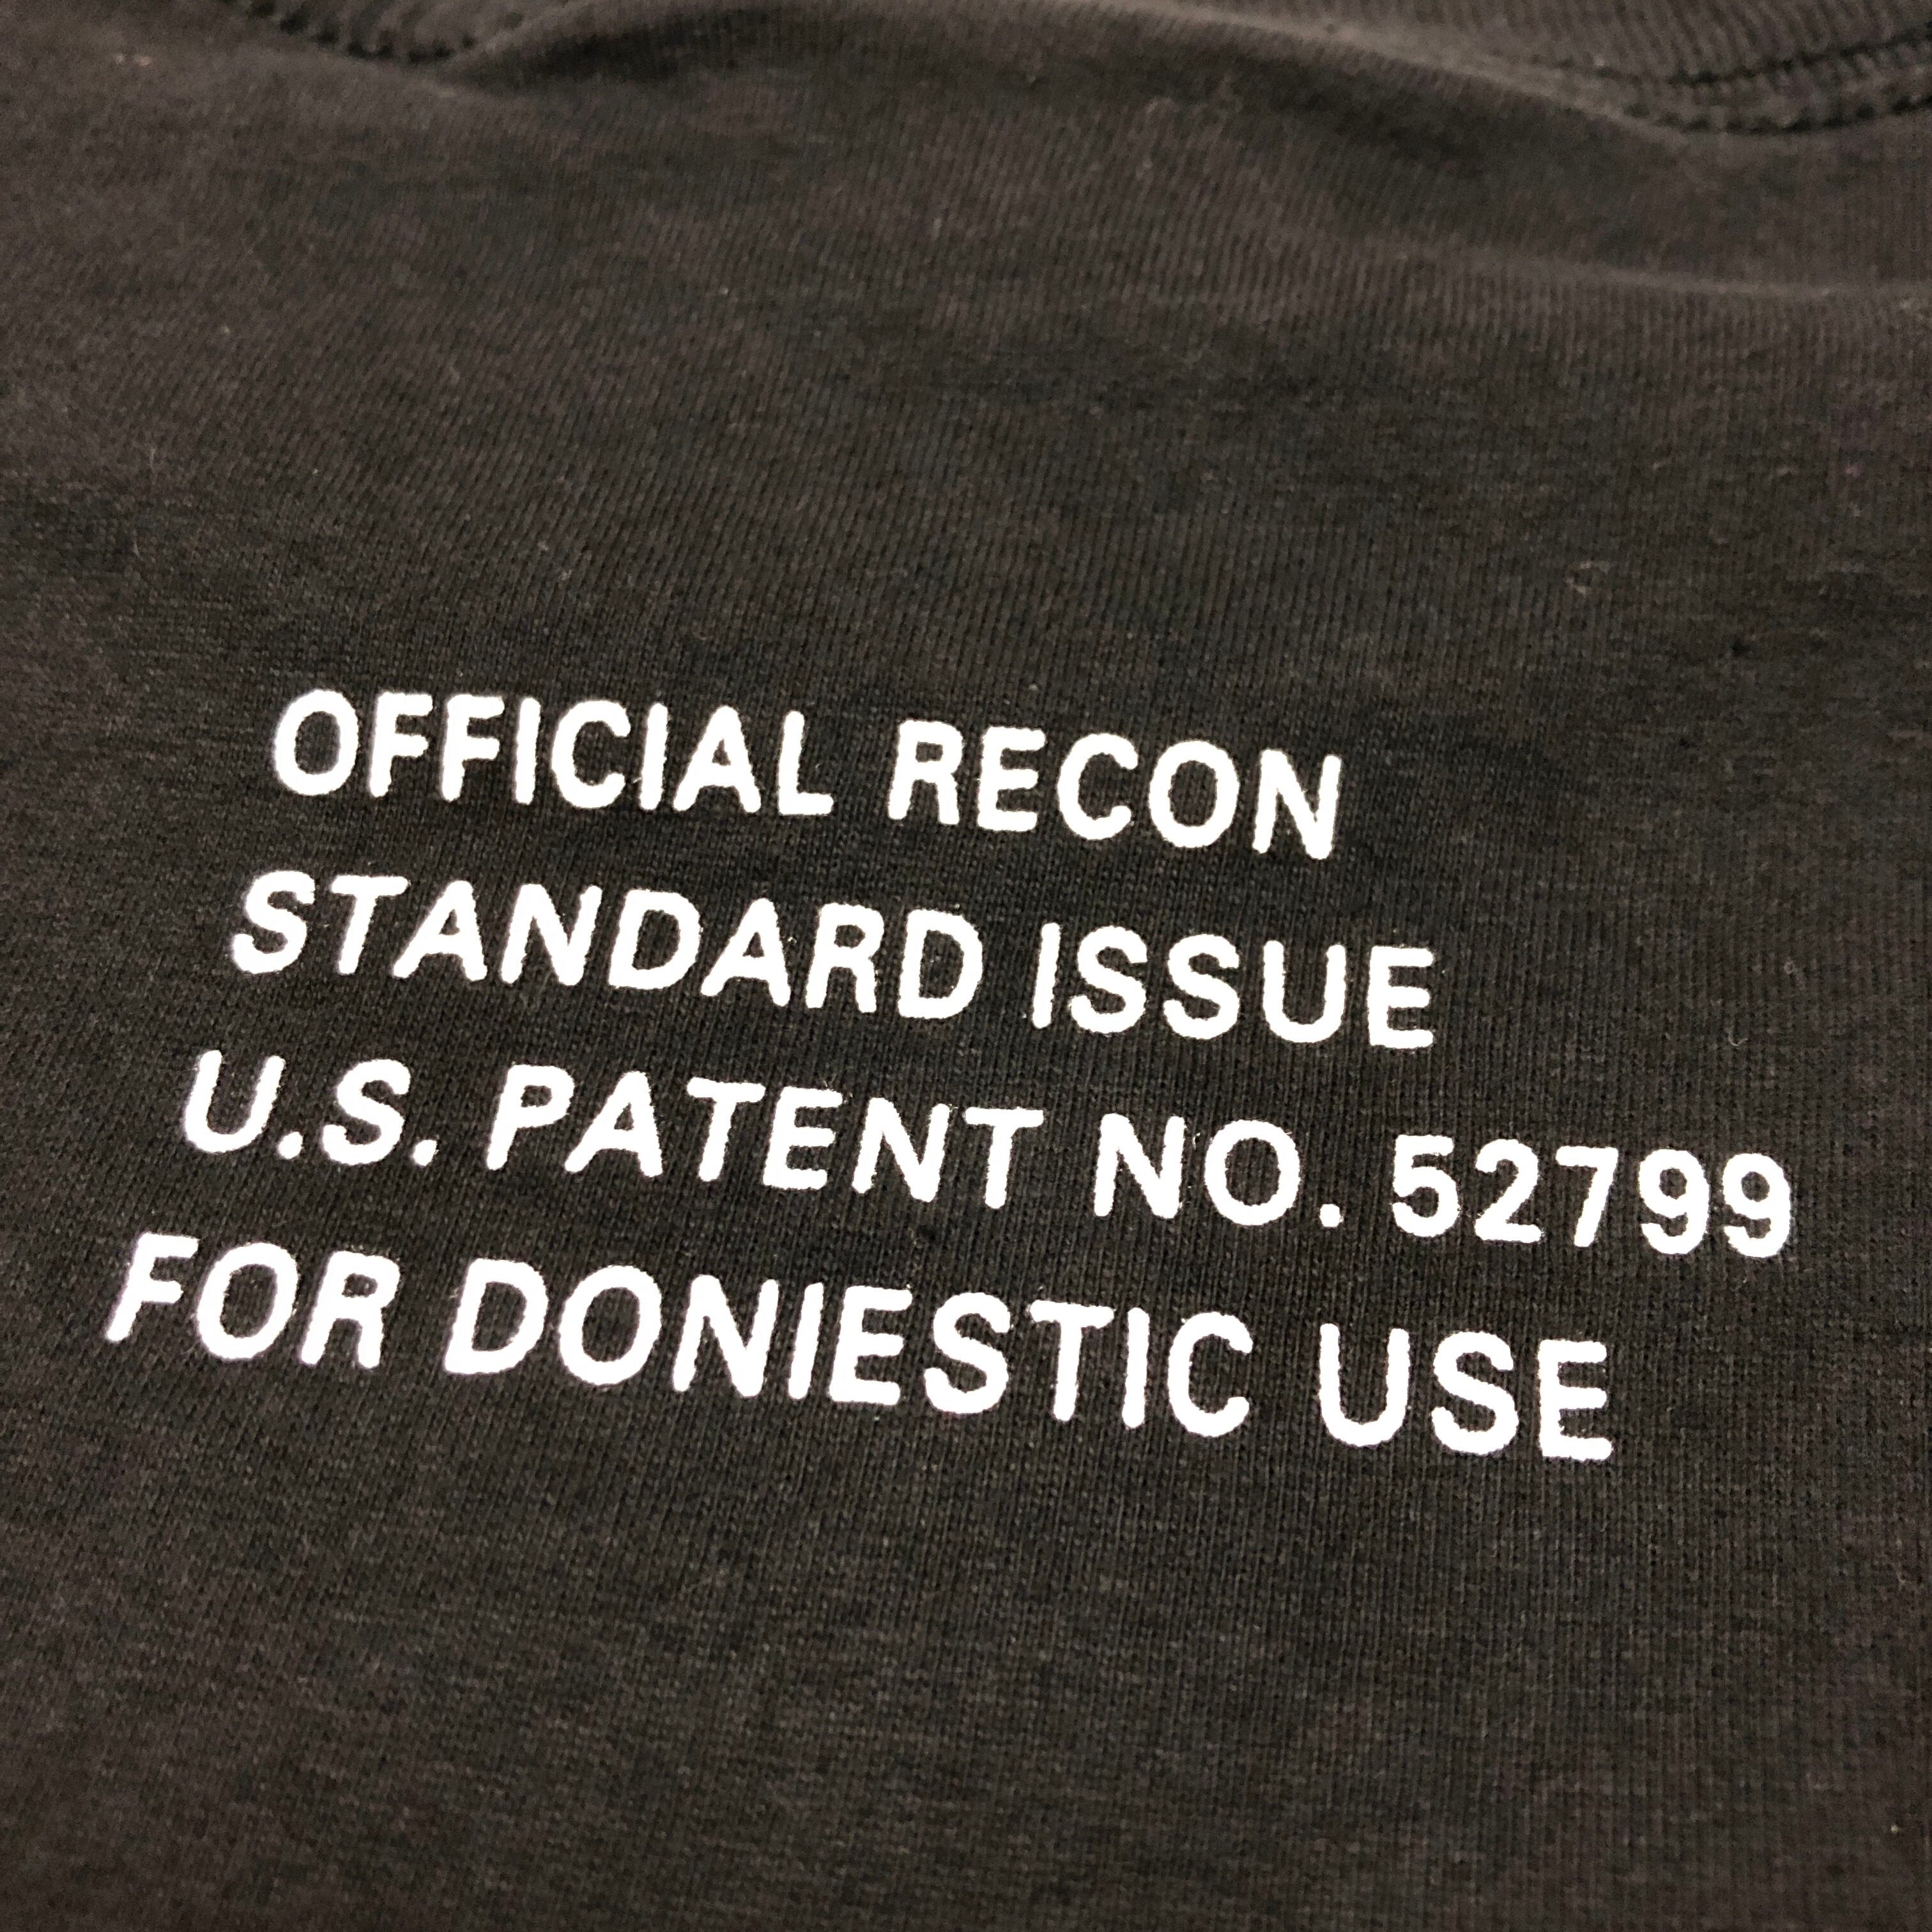 OFFICIAL RECON
STANDARD ISSUE
U.S. PATENT NO. 52799
FOR DONIESTIC USE